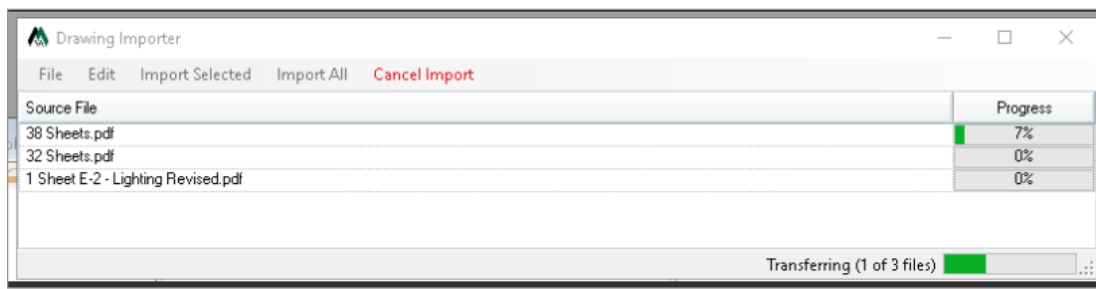 Drawing Importer
File Edit Import Selected Import All Cancel Import
Source File Progress
38 Sheets.pdf 7%
32 Sheets.pdf 0%
1 Sheet E-2 - Lighting Revised.pdf 0%
Transferring (1 of 3 files)